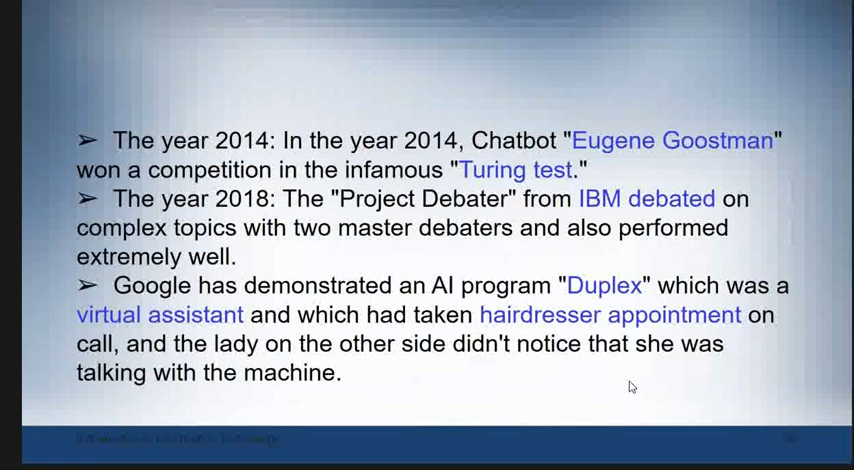 ➢ The year 2014: In the year 2014, Chatbot "Eugene Goostman"
won a competition in the infamous "Turing test."
➢ The year 2018: The "Project Debater" from IBM debated on
complex topics with two master debaters and also performed
extremely well.
➢ Google has demonstrated an AI program "Duplex" which was a
virtual assistant and which had taken hairdresser appointment on
call, and the lady on the other side didn't notice that she was
talking with the machine.